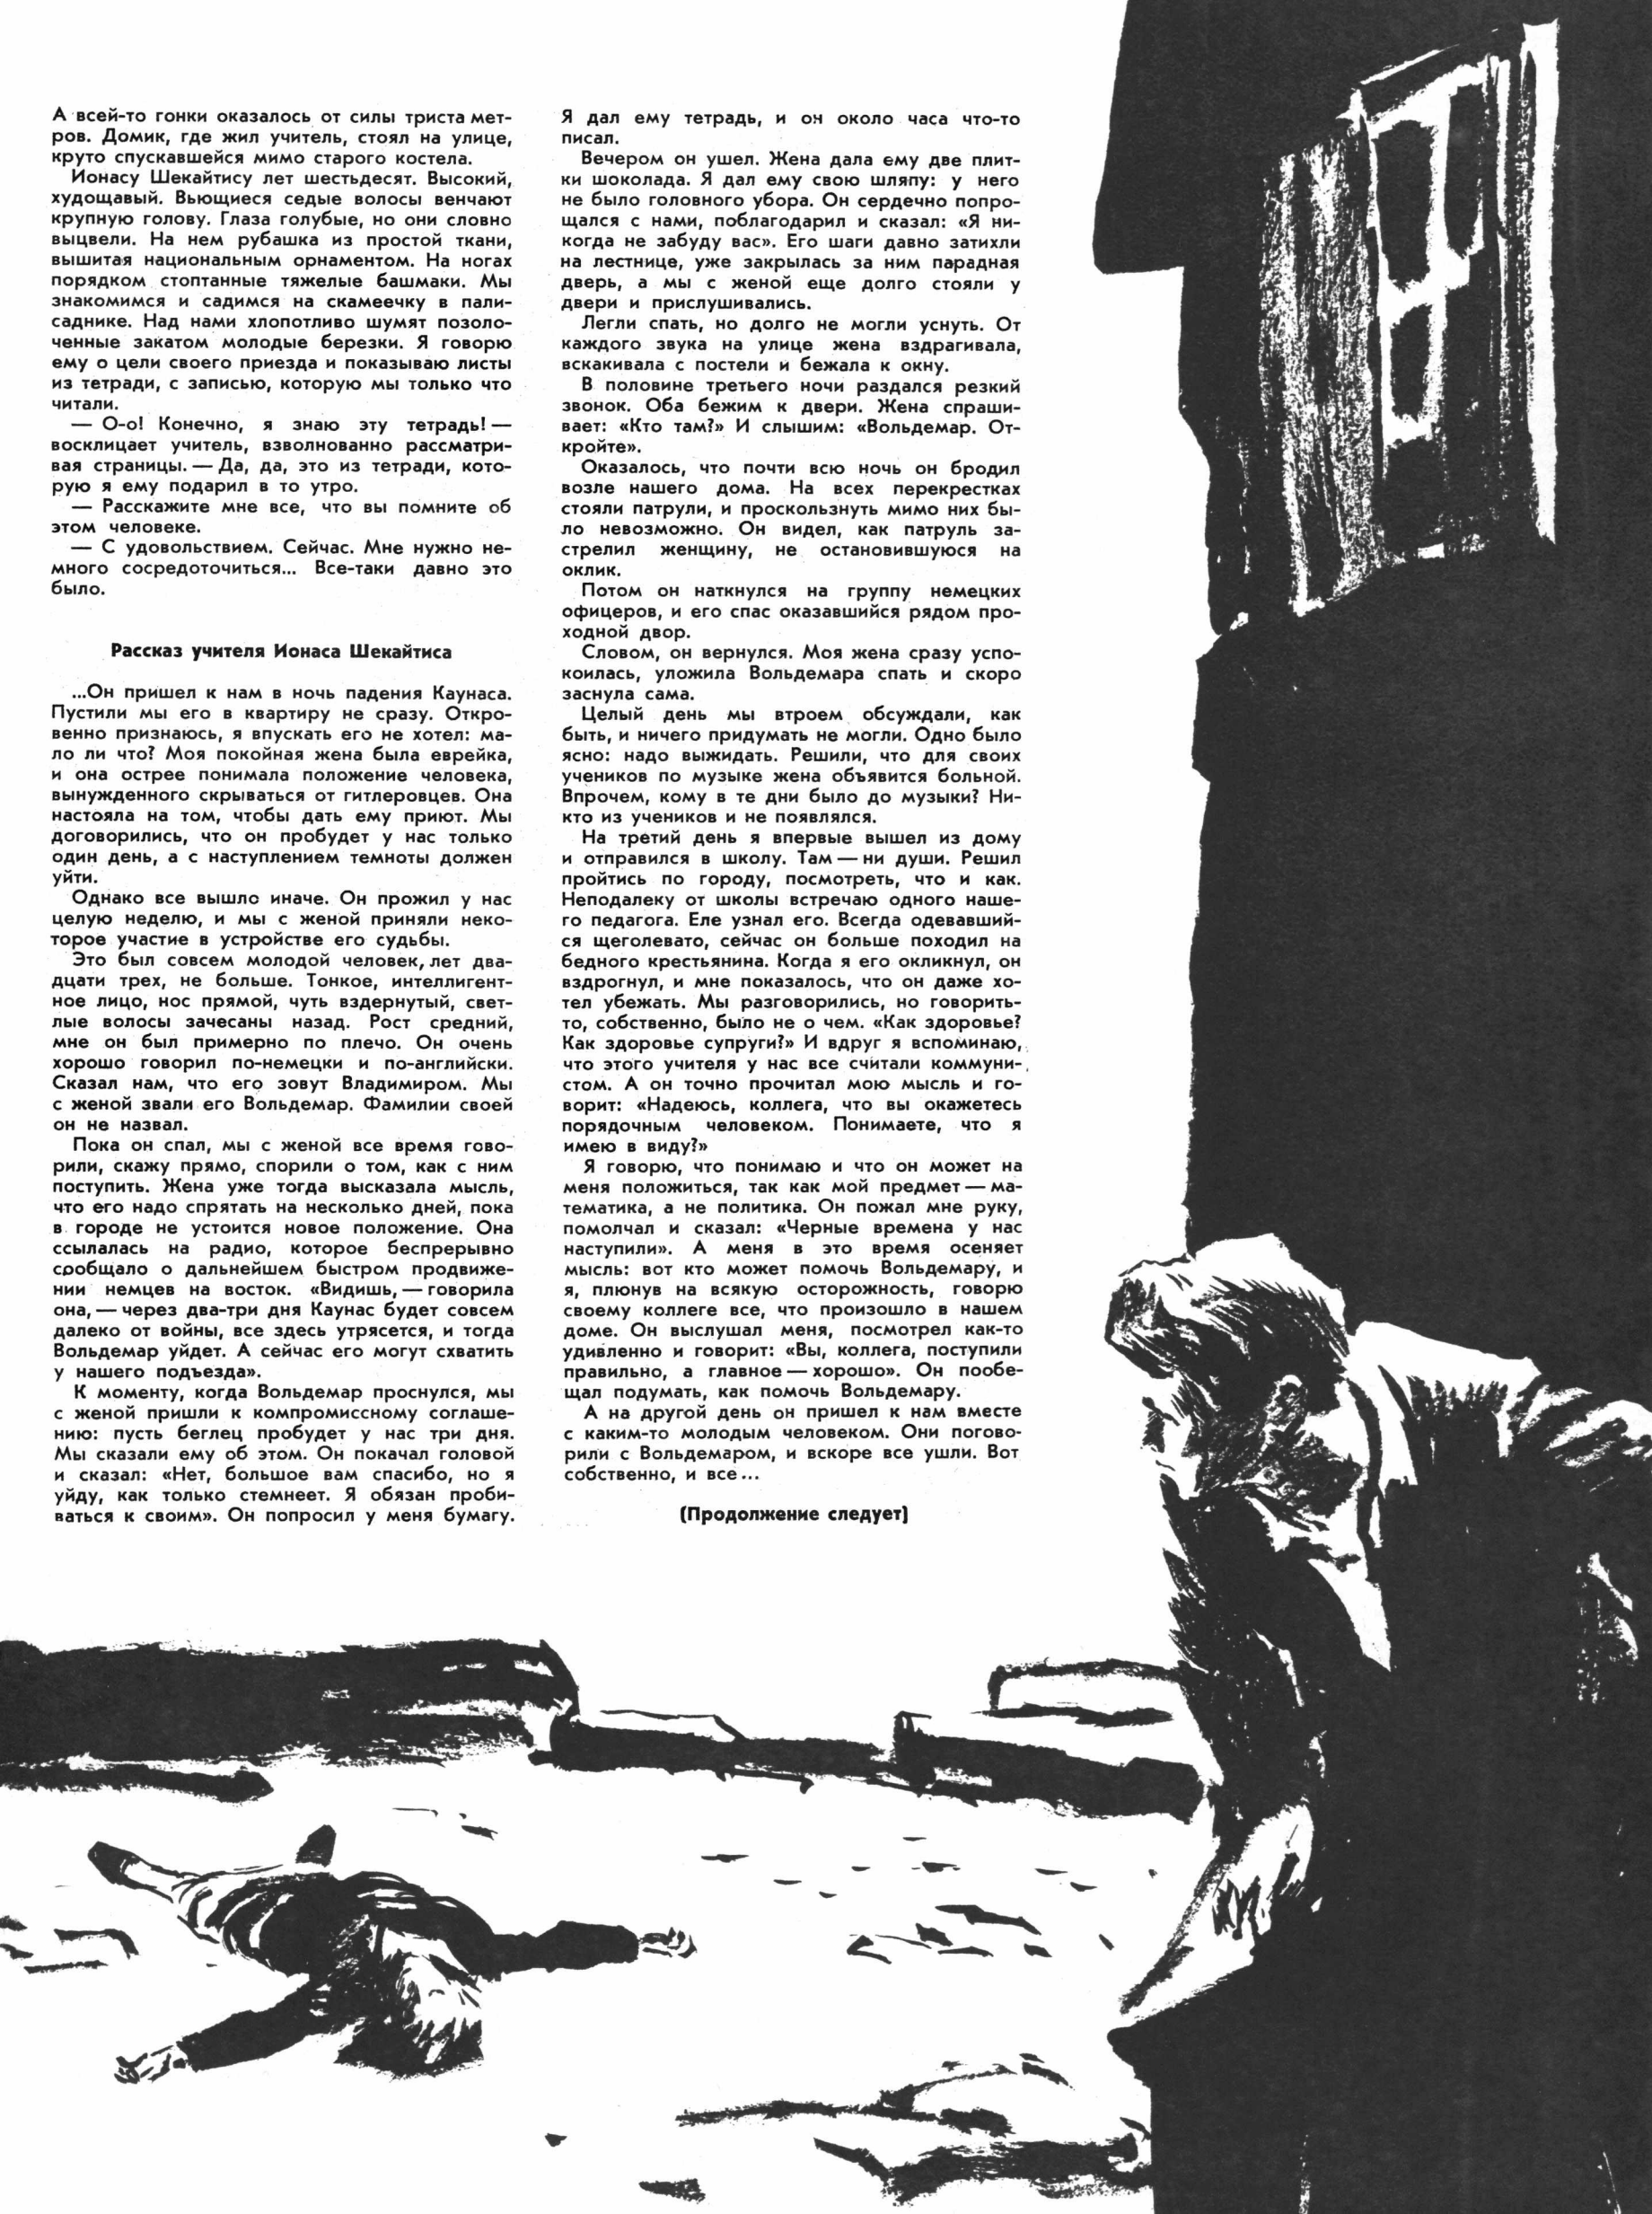 А всей-то гонки оказалось от силы триста мет-
ров. Домик, где жил учитель, стоял на улице,
круто спускавшейся мимо старого костела.
Ионасу Шекайтису лет шестьдесят. Высокий,
худощавый. Вьющиеся седые волосы венчают
крупную голову. Глаза голубые, но они словно
выцвели. На нем рубашка из простой ткани,
вышитая национальным орнаментом. На ногах
порядком стоптанные тяжелые башмаки. Мы
знакомимся и садимся на скамеечку в пали-
саднике. Над нами хлопотливо шумят позоло-
ченные закатом молодые березки. Я говорю
ему о цели своего приезда и показываю листы
из тетради, с записью, которую мы только что
читали.
— О-о! Конечно, я знаю эту тетрадь! —
восклицает учитель, взволнованно рассматри-
вая страницы. — Да, да, это из тетради, кото-
рую я ему подарил в то утро.
— Расскажите мне все, что вы помните об
этом человеке.
— С удовольствием. Сейчас. Мне нужно не-
много сосредоточиться... Все-таки давно это
было.
Рассказ учителя Ионаса Шекайтиса
...Он пришел к нам в ночь падения Каунаса.
Пустили мы его в квартиру не сразу. Откро-
венно признаюсь, я впускать его не хотел: ма-
ло ли что? Моя покойная жена была еврейка,
и она острее понимала положение человека,
вынужденного скрываться от гитлеровцев. Она
настояла на том, чтобы дать ему приют. Мы
договорились, что он пробудет у нас только
один день, а с наступлением темноты должен
уйти.
Однако все вышло иначе. Он прожил у нас
целую неделю, и мы с женой приняли неко-
торое участие в устройстве его судьбы.
Это был совсем молодой человек, лет два-
дцати трех, не больше. Тонкое, интеллигент-
ное лицо, нос прямой, чуть вздернутый, свет-
лые волосы зачесаны назад. Рост средний,
мне он был примерно по плечо. Он очень
хорошо говорил по-немецки и по-английски.
Сказал нам, что его зовут Владимиром. Мы
с женой звали его Вольдемар. Фамилии своей
он не назвал.
Пока он спал, мы с женой все время гово-
рили, скажу прямо, спорили о том, как с ним
поступить. Жена уже тогда высказала мысль,
что его надо спрятать на несколько дней, пока
в городе не устоится новое положение. Она
ссылалась на радио, которое беспрерывно
сообщало о дальнейшем быстром продвиже-
нии немцев на восток. «Видишь, — говорила
она, — через два-три дня Каунас будет совсем
далеко от войны, все здесь утрясется, и тогда
Вольдемар уйдет. А сейчас его могут схватить
у нашего подъезда».
К моменту, когда Вольдемар проснулся, мы
с женой пришли к компромиссному соглаше-
нию: пусть беглец пробудет у нас три дня.
Мы сказали ему об этом. Он покачал головой
и сказал: «Нет, большое вам спасибо, но я
уйду, как только стемнеет. Я обязан проби-
ваться к своим». Он попросил у меня бумагу.
Я дал ему тетрадь, и он около часа что-то
писал.
Вечером он ушел. Жена дала ему две плит-
ки шоколада. Я дал ему свою шляпу: у него
не было головного убора. Он сердечно попро-
щался с нами, поблагодарил и сказал: «Я ни-
когда не забуду вас». Его шаги давно затихли
на лестнице, уже закрылась за ним парадная
дверь, а мы с женой еще долго стояли у
двери и прислушивались.
Легли спать, но долго не могли уснуть. От
каждого звука на улице жена вздрагивала,
вскакивала с постели и бежала к окну.
В половине третьего ночи раздался резкий
звонок. Оба бежим к двери. Жена спраши-
вает: «Кто там?» И слышим: «Вольдемар. От-
кройте».
Оказалось, что почти всю ночь он бродил
возле нашего дома. На всех перекрестках
стояли патрули, и проскользнуть мимо них бы-
ло невозможно. Он видел, как патруль за-
стрелил женщину, не остановившуюся на
оклик.
Потом он наткнулся на группу немецких
офицеров, и его спас оказавшийся рядом про-
ходной двор.
Словом, он вернулся. Моя жена сразу успо-
коилась, уложила Вольдемара спать и скоро
заснула сама.
Целый день мы втроем обсуждали, как
быть, и ничего придумать не могли. Одно было
ясно: надо выжидать. Решили, что для своих
учеников по музыке жена объявится больной.
Впрочем, кому в те дни было до музыки? Ни-
кто из учеников и не появлялся.
На третий день я впервые вышел из дому
и отправился в школу. Там — ни души. Решил
пройтись по городу, посмотреть, что и как.
Неподалеку от школы встречаю одного наше-
го педагога. Еле узнал его. Всегда одевавший-
ся щеголевато, сейчас он больше походил на
бедного крестьянина. Когда я его окликнул, он
вздрогнул, и мне показалось, что он даже хо-
тел убежать. Мы разговорились, но говорить-
то, собственно, было не о чем. «Как здоровье?
Как здоровье супруги?» И вдруг я вспоминаю,
что этого учителя у нас все считали коммуни-
стом. А он точно прочитал мою мысль и го-
ворит: «Надеюсь, коллега, что вы окажетесь
порядочным человеком. Понимаете, что я
имею в виду?»
Я говорю, что понимаю и что он может на
меня положиться, так как мой предмет — ма-
тематика, а не политика. Он пожал мне руку,
помолчал и сказал: «Черные времена у нас
наступили». А меня в это время осеняет
мысль: вот кто может помочь Вольдемару, и
я, плюнув на всякую осторожность, говорю
своему коллеге все, что произошло в нашем
доме. Он выслушал меня, посмотрел как-то
удивленно и говорит: «Вы, коллега, поступили
правильно, а главное — хорошо». Он пообе-
щал подумать, как помочь Вольдемару.
А на другой день он пришел к нам вместе
с каким-то молодым человеком. Они погово-
рили с Вольдемаром, и вскоре все ушли. Вот
собственно, и все...
(Продолжение следует)